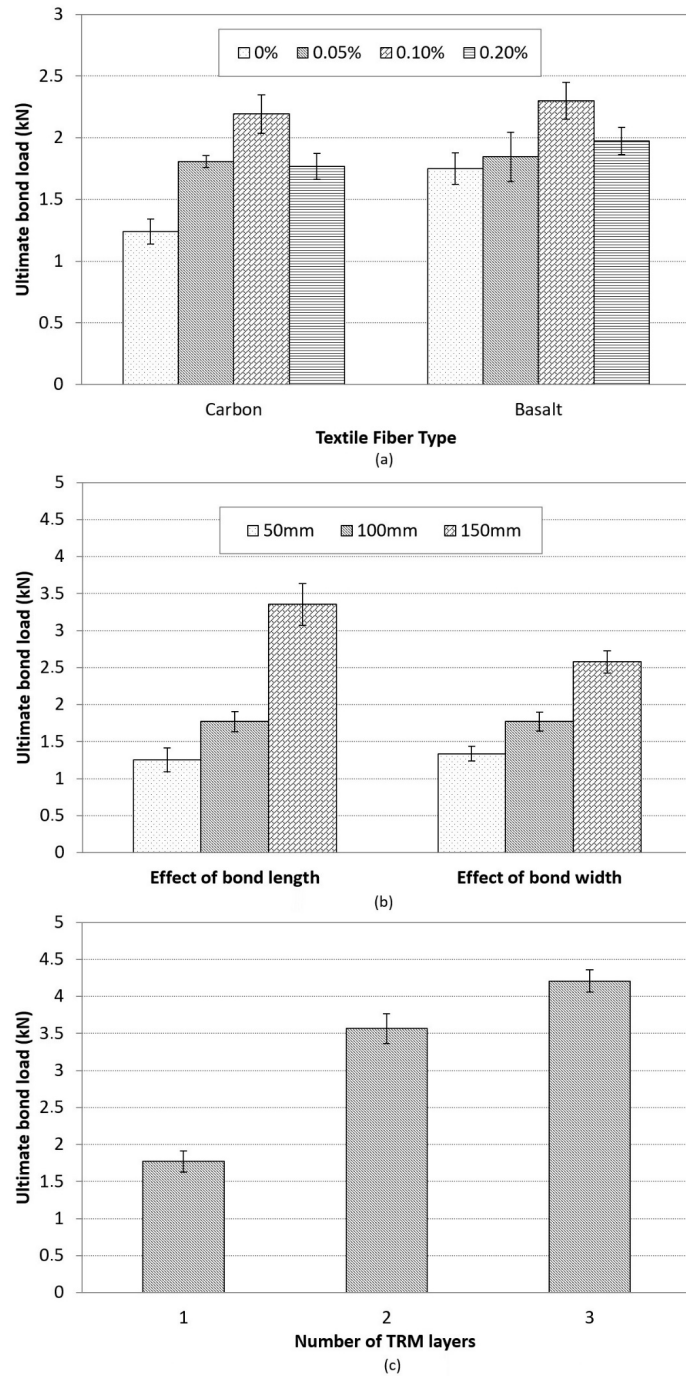 3
2.5
2
1.5
1
0.5
0
Ultimate bond load (kN)
0% 0.05% 0.10% 0.20%
Carbon Basalt
Textile Fiber Type
(a)
5
4.5
4
3.5
3
2.5
2
1.5
1
0.5
0
Ultimate bond load (kN)
50mm 100mm 150mm
Effect of bond length Effect of bond width
(b)
5
4.5
4
3.5
3
2.5
2
1.5
1
0.5
0
Ultimate bond load (kN)
1 2 3
Number of TRM layers
(c)